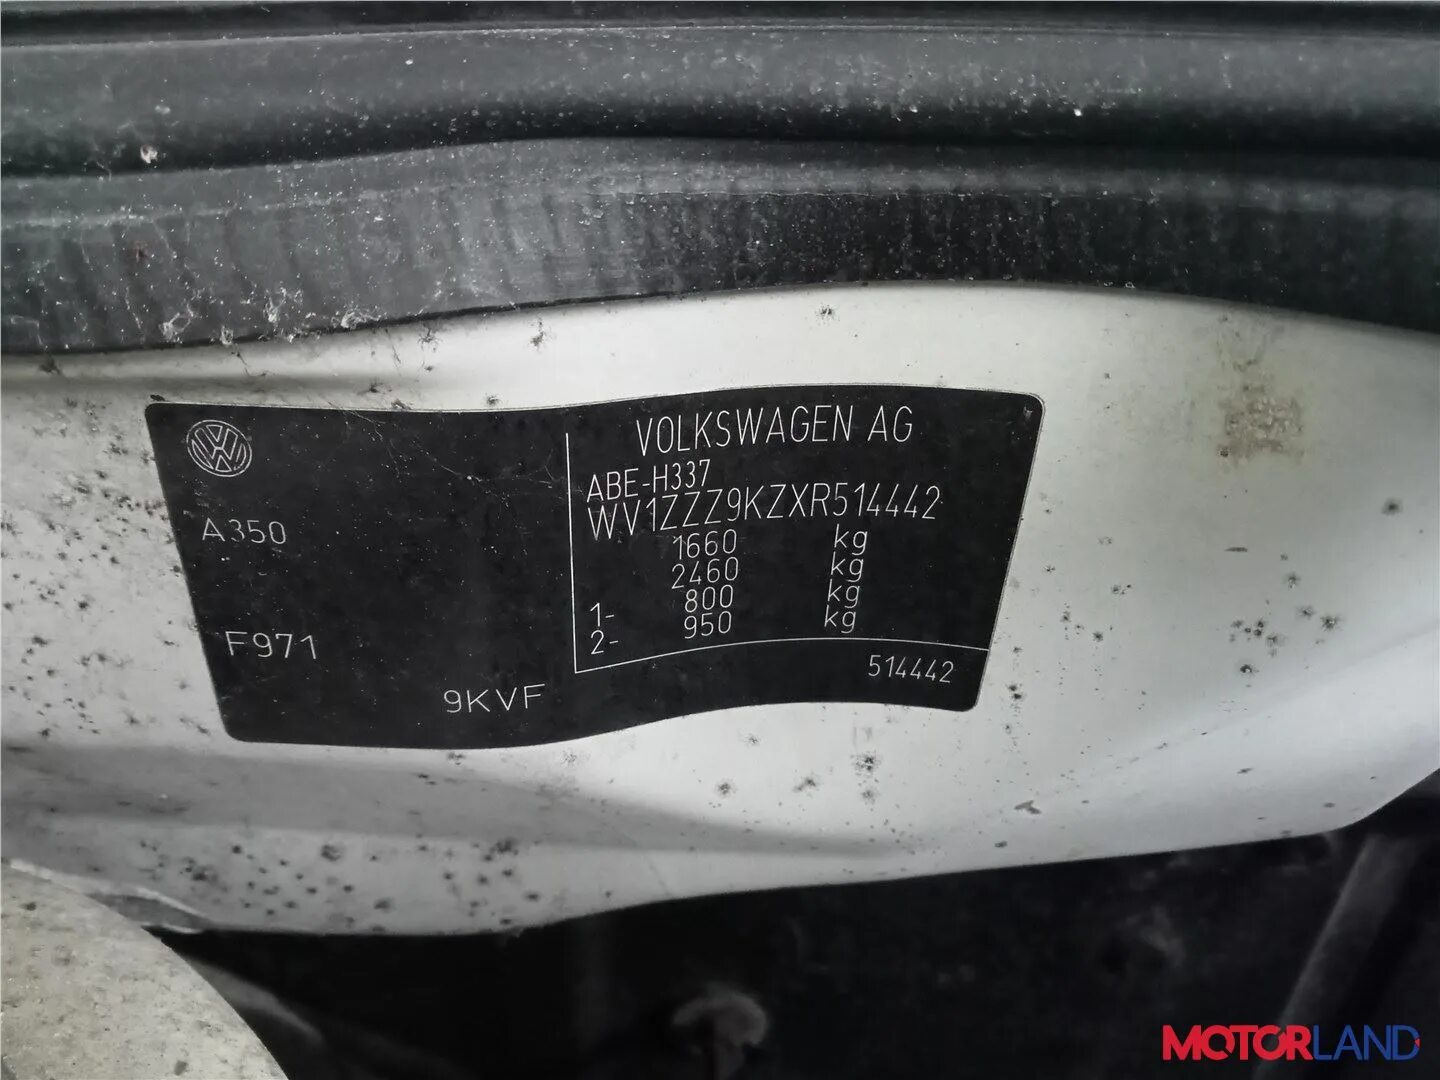 VOLKSWAGEN AG
ABE-H337
WV1ZZZ9KZXR514442
1660 kg
2460 kg
1- 800 kg
2- 950 kg
514442
A350
F971
9KVF
MOTORLAND